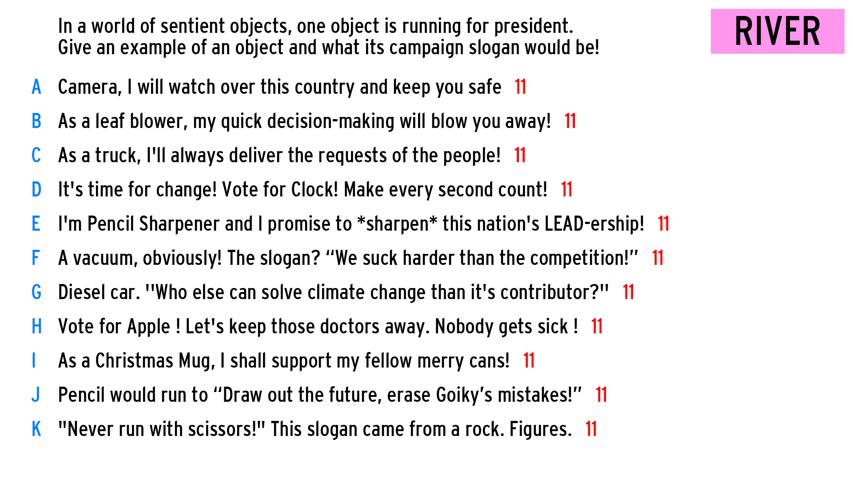 In a world of sentient objects, one object is running for president.
Give an example of an object and what its campaign slogan would be!
RIVER
A Camera, I will watch over this country and keep you safe 11
B As a leaf blower, my quick decision-making will blow you away! 11
C As a truck, I'll always deliver the requests of the people! 11
D It's time for change! Vote for Clock! Make every second count! 11
E I'm Pencil Sharpener and I promise to *sharpen* this nation's LEAD-ership! 11
F A vacuum, obviously! The slogan? “We suck harder than the competition!” 11
G Diesel car. ''Who else can solve climate change than it's contributor?'' 11
H Vote for Apple ! Let's keep those doctors away. Nobody gets sick ! 11
I As a Christmas Mug, I shall support my fellow merry cans! 11
J Pencil would run to “Draw out the future, erase Goiky’s mistakes!” 11
K "Never run with scissors!" This slogan came from a rock. Figures. 11